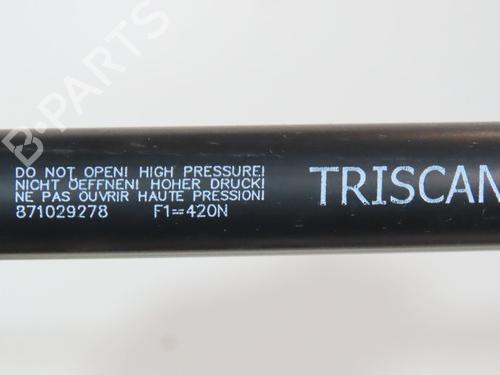 DO NOT OPEN! HIGH PRESSURE!
NICHT OEFFNEN! HOHER DRUCK!
NE PAS OUVRIR HAUTE PRESSION!
871029278 F1=420N
TRISCAN
B-PARTS